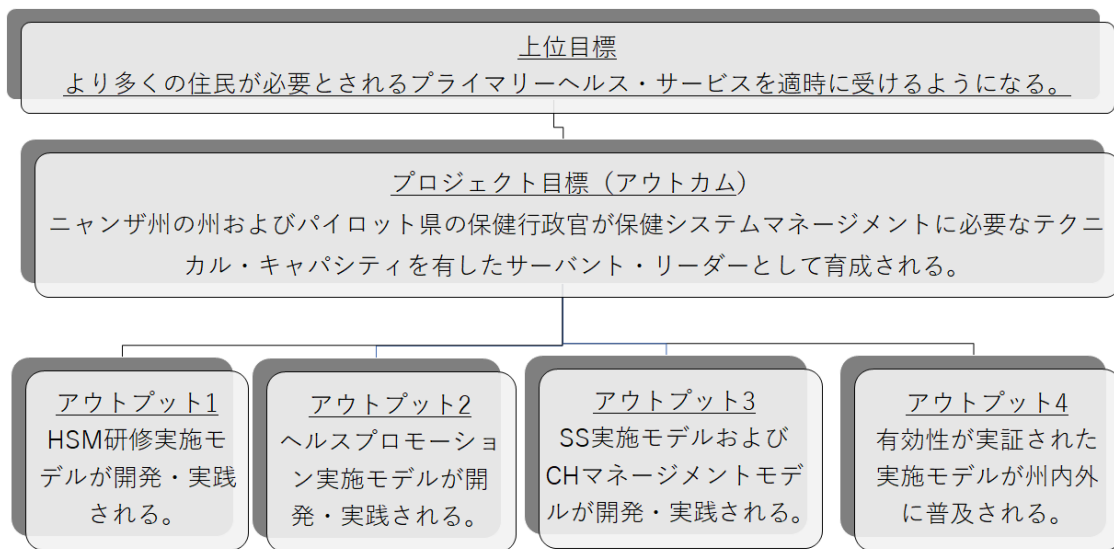 上位目標
より多くの住民が必要とされるプライマリーヘルス・サービスを適時に受けるようになる。
プロジェクト目標（アウトカム）
ニャンザ州の州およびパイロット県の保健行政官が保健システムマネージメントに必要なテクニ
カル・キャパシティを有したサーバント・リーダーとして育成される。
アウトプット1
HSM研修実施モ
デルが開発・実践
される。
アウトプット2
ヘルスプロモーショ
ン実施モデルが開
発・実践される。
アウトプット3
SS実施モデルおよび
CHマネージメントモデ
ルが開発・実践される。
アウトプット4
有効性が実証された
実施モデルが州内外
に普及される。